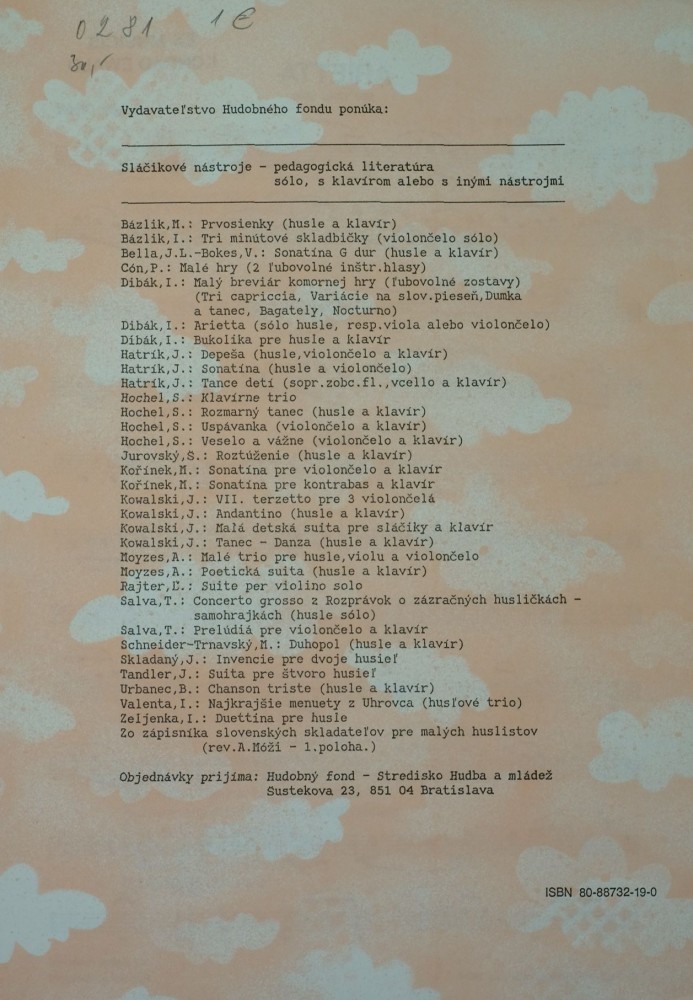 0281 1 €
30,-
Vydavateľstvo Hudobného fondu ponúka:
Sláčikové nástroje - pedagogická literatúra
sólo, s klavírom alebo s inými nástrojmi
Bázlik,M.: Prvosienky (husle a klavír)
Bázlik,I.: Tri minútové skladbičky (violončelo sólo)
Bella,J.L.-Bokes,V.: Sonatína G dur (husle a klavír)
Cón,P.: Malé hry (2 ľubovolné inštr.hlasy)
Dibák,I.: Malý breviár komornej hry (ľubovolné zostavy)
(Tri capriccia, Variácie na slov.pieseň,Dumka
a tanec, Bagately, Nocturno)
Dibák,I.: Arietta (sólo husle, resp.viola alebo violončelo)
Dibák,I.: Bukolika pre husle a klavír
Hatrík,J.: Depeša (husle,violončelo a klavír)
Hatrík,J.: Sonatína (husle a violončelo)
Hatrík,J.: Tance detí (sopr.zobc.fl.,vcello a klavír)
Hochel,S.: Klavírne trio
Hochel,S.: Rozmarný tanec (husle a klavír)
Hochel,S.: Uspávanka (violončelo a klavír)
Hochel,S.: Veselo a vážne (violončelo a klavír)
Jurovský,Š.: Roztúženie (husle a klavír)
Kořínek,M.: Sonatína pre violončelo a klavír
Kořínek,M.: Sonatína pre kontrabas a klavír
Kowalski,J.: VII. terzetto pre 3 violončelá
Kowalski,J.: Andantino (husle a klavír)
Kowalski,J.: Malá detská suita pre sláčiky a klavír
Kowalski,J.: Tanec - Danza (husle a klavír)
Moyzes,A.: Malé trio pre husle,violu a violončelo
Moyzes,A.: Poetická suita (husle a klavír)
Rajter,Ľ.: Suite per violino solo
Salva,T.: Concerto grosso z Rozprávok o zázračných husličkách -
samohrajkách (husle sólo)
Salva,T.: Prelúdiá pre violončelo a klavír
Schneider-Trnavský,M.: Duhopol (husle a klavír)
Skladaný,J.: Invencie pre dvoje husieľ
Tandler,J.: Suita pre štvoro husieľ
Urbanec,B.: Chanson triste (husle a klavír)
Valenta,I.: Najkrajšie menuety z Uhrovca (husľové trio)
Zeljenka,I.: Duettína pre husle
Zo zápisníka slovenských skladateľov pre malých huslistov
(rev.A.Móži - 1.poloha.)
Objednávky prijíma: Hudobný fond - Stredisko Hudba a mládež
Šustekova 23, 851 04 Bratislava
ISBN 80-88732-19-0